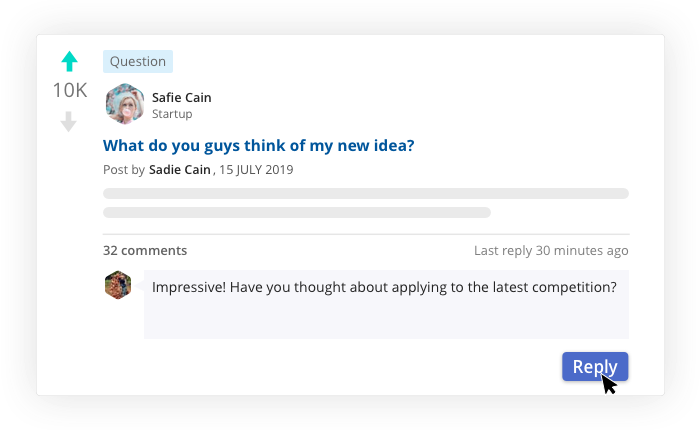 Question
10K
Safie Cain
Startup
What do you guys think of my new idea?
Post by Sadie Cain, 15 JULY 2019
32 comments Last reply 30 minutes ago
Impressive! Have you thought about applying to the latest competition?
Reply